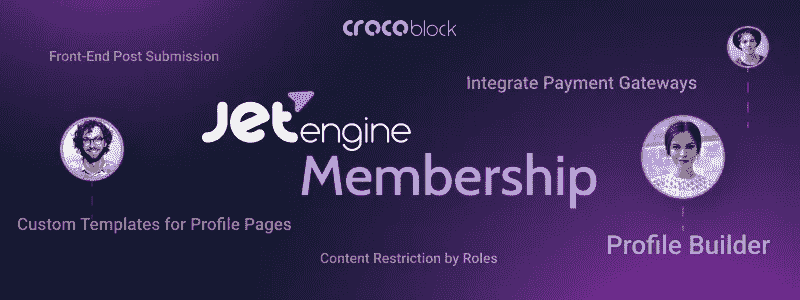 crocoblock
Front-End Post Submission
Integrate Payment Gateways
Jetengine
Membership
Custom Templates for Profile Pages
Profile Builder
Content Restriction by Roles